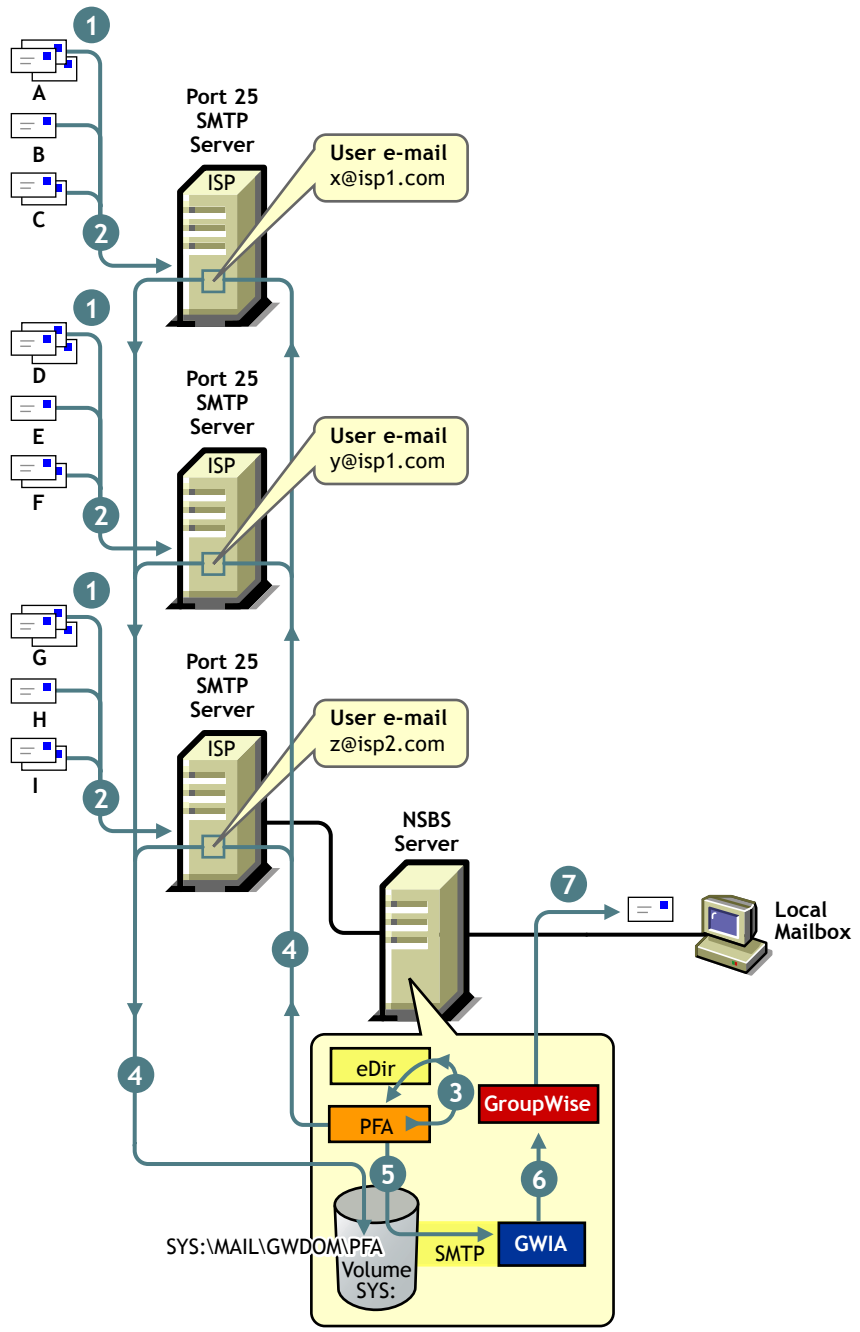 1
A
B
C
2
Port 25
SMTP
Server
ISP
User e-mail
x@isp1.com
1
D
E
F
2
Port 25
SMTP
Server
ISP
User e-mail
y@isp1.com
1
G
H
I
2
Port 25
SMTP
Server
ISP
User e-mail
z@isp2.com
NSBS
Server
7
Local
Mailbox
4
4
eDir
3
PFA
GroupWise
5
6
SYS:\MAIL\GWDOM\PFA
Volume
SYS:
SMTP
GWIA